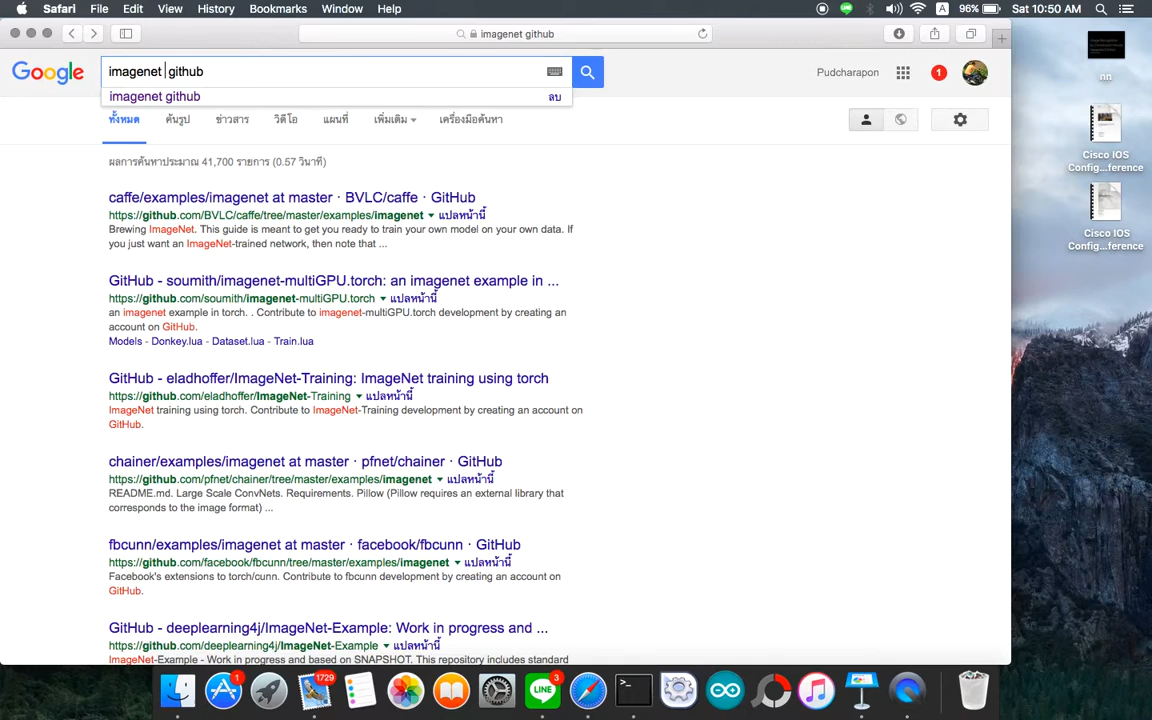 Safari File Edit View History Bookmarks Window Help A 96% Sat 10:50 AM
imagenet github
Google imagenet github Pudcharapon 1
imagenet github ลบ
ทั้งหมด ค้นรูป ข่าวสาร วิดีโอ แผนที่ เพิ่มเติม เครื่องมือค้นหา
ผลการค้นหาประมาณ 41,700 รายการ (0.57 วินาที)
caffe/examples/imagenet at master · BVLC/caffe · GitHub
https://github.com/BVLC/caffe/tree/master/examples/imagenet แปลหน้านี้
Brewing ImageNet. This guide is meant to get you ready to train your own model on your own data. If
you just want an ImageNet-trained network, then note that ...
GitHub - soumith/imagenet-multiGPU.torch: an imagenet example in ...
https://github.com/soumith/imagenet-multiGPU.torch แปลหน้านี้
an imagenet example in torch. . Contribute to imagenet-multiGPU.torch development by creating an
account on GitHub.
Models - Donkey.lua - Dataset.lua - Train.lua
GitHub - eladhoffer/ImageNet-Training: ImageNet training using torch
https://github.com/eladhoffer/ImageNet-Training แปลหน้านี้
ImageNet training using torch. Contribute to ImageNet-Training development by creating an account on
GitHub.
chainer/examples/imagenet at master · pfnet/chainer · GitHub
https://github.com/pfnet/chainer/tree/master/examples/imagenet แปลหน้านี้
README.md. Large Scale ConvNets. Requirements. Pillow (Pillow requires an external library that
corresponds to the image format) ...
fbcunn/examples/imagenet at master · facebook/fbcunn · GitHub
https://github.com/facebook/fbcunn/tree/master/examples/imagenet แปลหน้านี้
Facebook's extensions to torch/cunn. Contribute to fbcunn development by creating an account on
GitHub.
GitHub - deeplearning4j/ImageNet-Example: Work in progress and ...
https://github.com/deeplearning4j/ImageNet-Example แปลหน้านี้
ImageNet-Example - Work in progress and based on SNAPSHOT. This repository includes standard
nn
Cisco IOS
Config...ference
Cisco IOS
Config...ference
1 1729 LINE 3